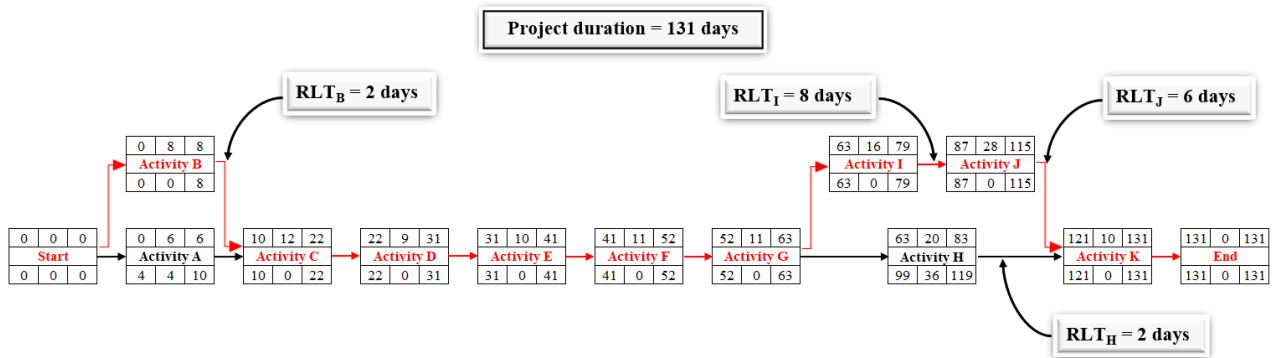 Project duration = 131 days
RLT_B = 2 days
RLT_I = 8 days
RLT_J = 6 days
0 8 8
Activity B
0 0 8
63 16 79
Activity I
63 0 79
87 28 115
Activity J
87 0 115
0 0 0
Start
0 0 0
0 6 6
Activity A
4 4 10
10 12 22
Activity C
10 0 22
22 9 31
Activity D
22 0 31
31 10 41
Activity E
31 0 41
41 11 52
Activity F
41 0 52
52 11 63
Activity G
52 0 63
63 20 83
Activity H
99 36 119
121 10 131
Activity K
121 0 131
131 0 131
End
131 0 131
RLT_H = 2 days